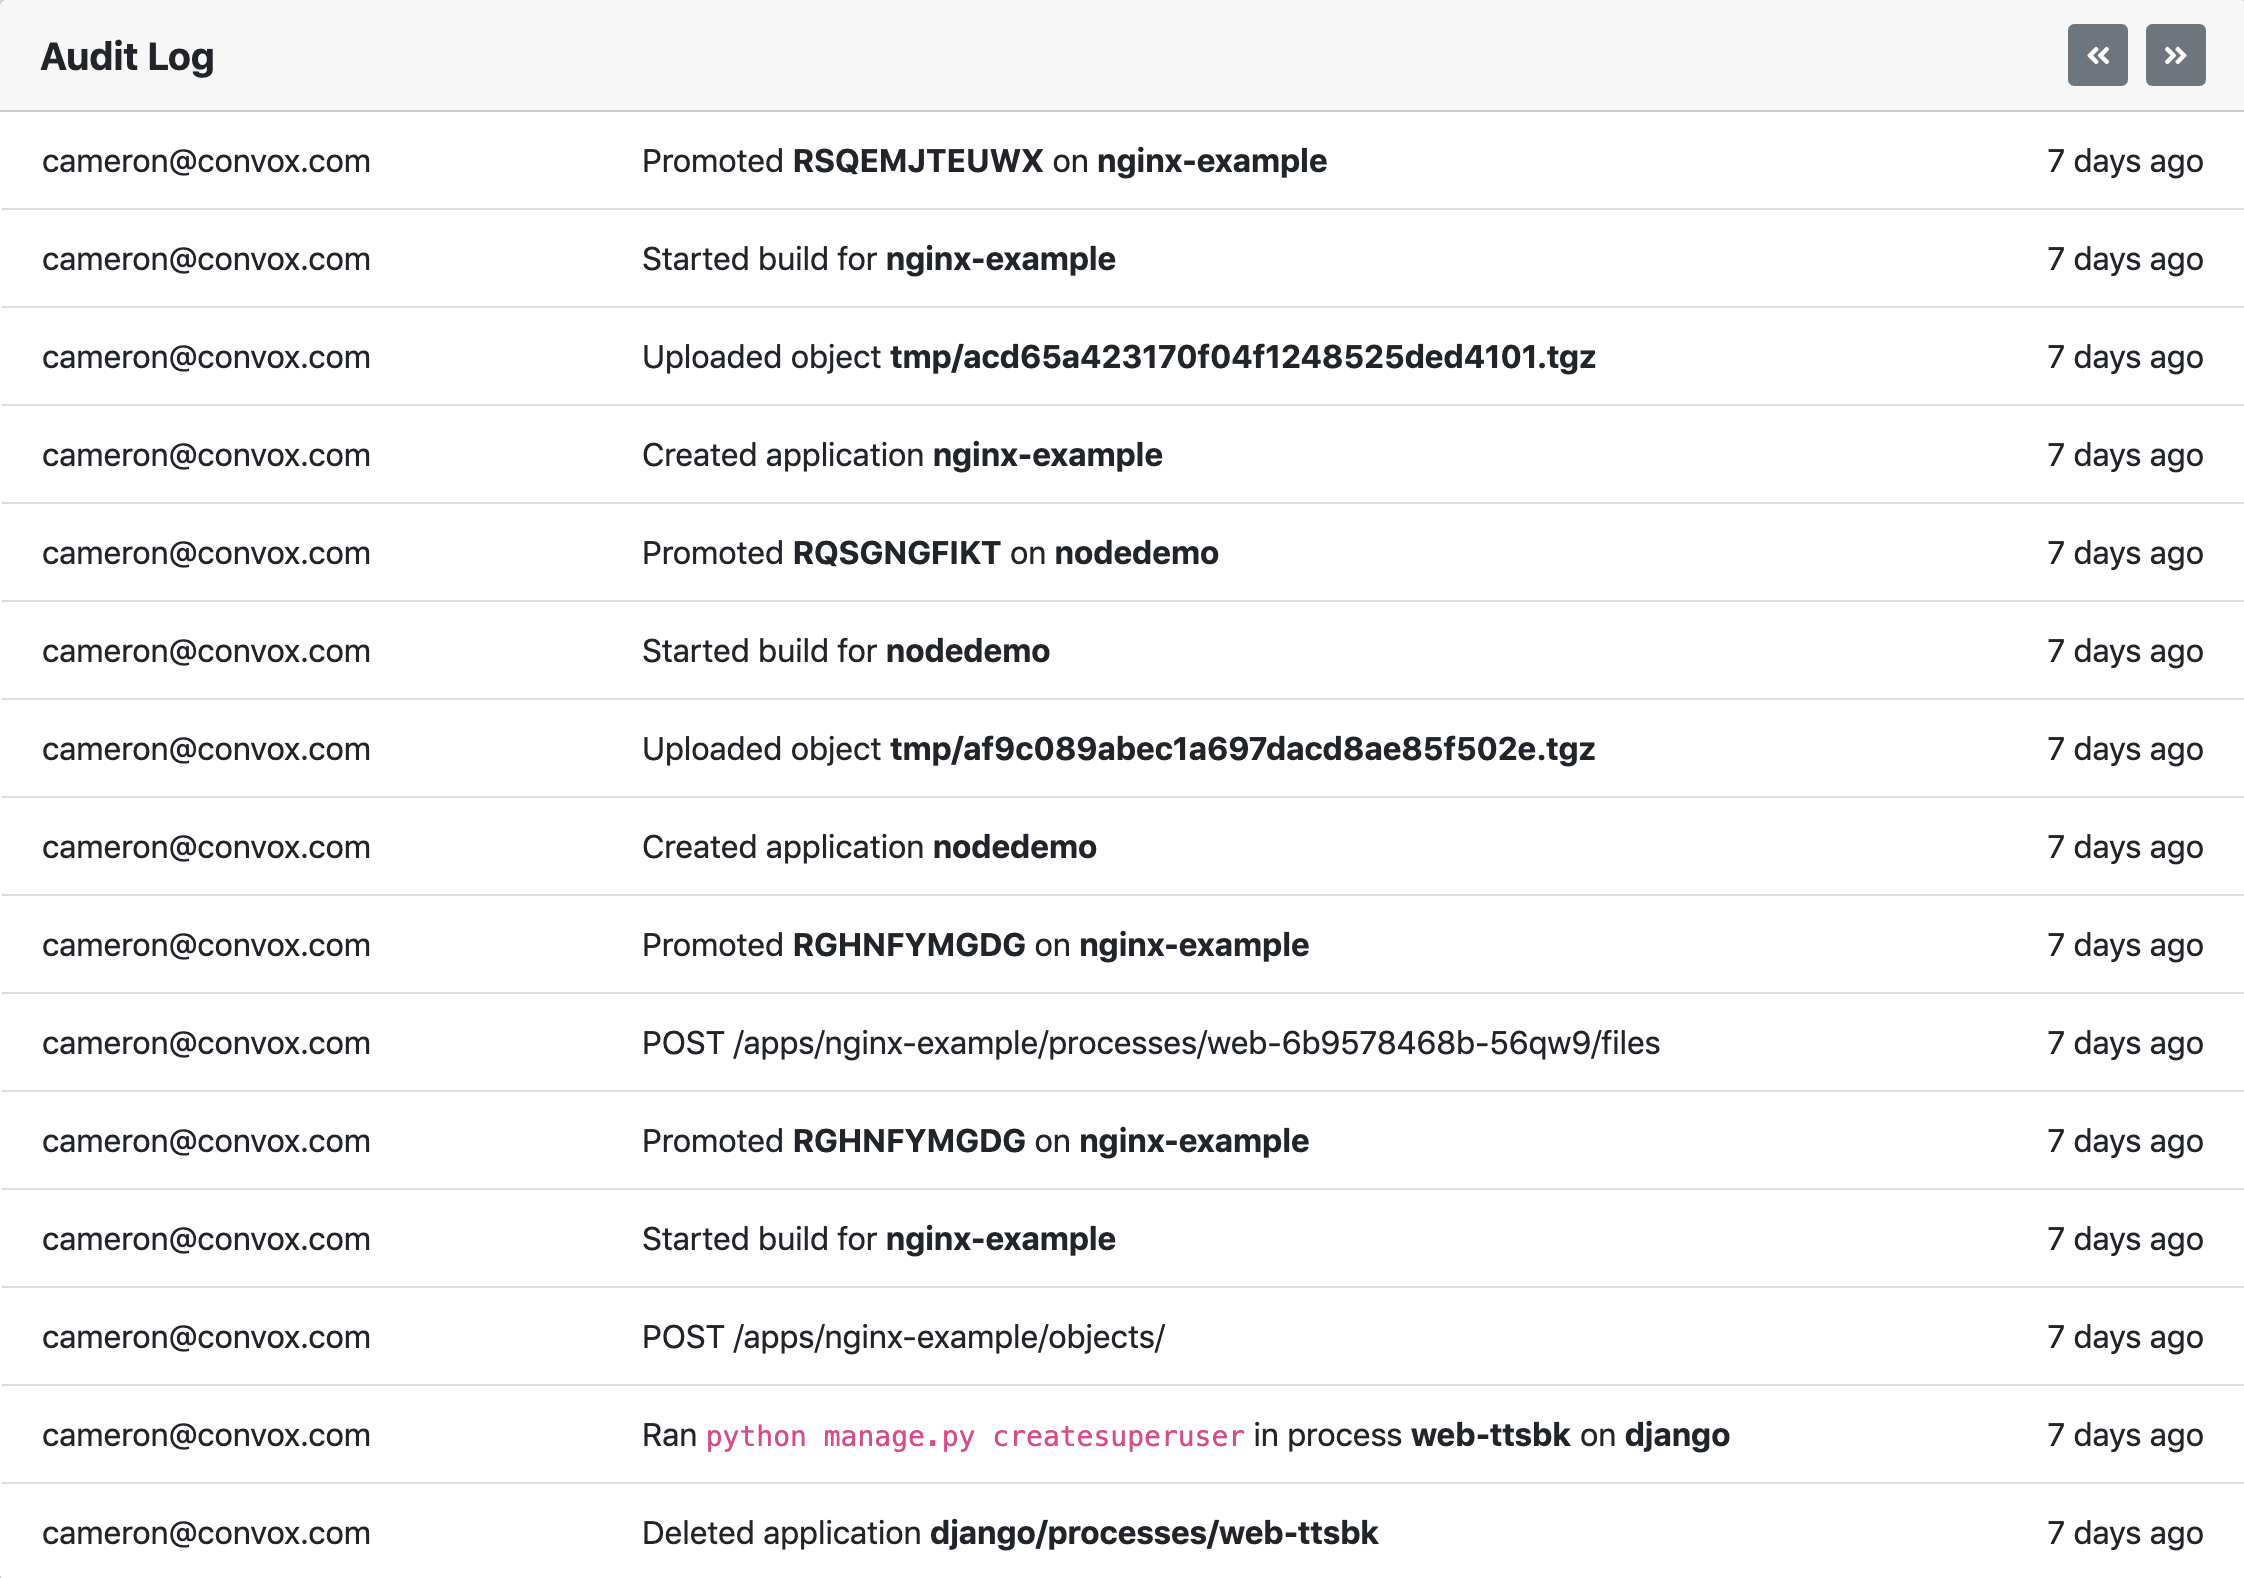 Audit Log
cameron@convox.com Promoted RSQEMJTEUWX on nginx-example 7 days ago
cameron@convox.com Started build for nginx-example 7 days ago
cameron@convox.com Uploaded object tmp/acd65a423170f04f1248525ded4101.tgz 7 days ago
cameron@convox.com Created application nginx-example 7 days ago
cameron@convox.com Promoted RQSGNGFIKT on nodedemo 7 days ago
cameron@convox.com Started build for nodedemo 7 days ago
cameron@convox.com Uploaded object tmp/af9c089abec1a697dacd8ae85f502e.tgz 7 days ago
cameron@convox.com Created application nodedemo 7 days ago
cameron@convox.com Promoted RGHNFYMGDG on nginx-example 7 days ago
cameron@convox.com POST /apps/nginx-example/processes/web-6b9578468b-56qw9/files 7 days ago
cameron@convox.com Promoted RGHNFYMGDG on nginx-example 7 days ago
cameron@convox.com Started build for nginx-example 7 days ago
cameron@convox.com POST /apps/nginx-example/objects/ 7 days ago
cameron@convox.com Ran python manage.py createsuperuser in process web-ttsbk on django 7 days ago
cameron@convox.com Deleted application django/processes/web-ttsbk 7 days ago